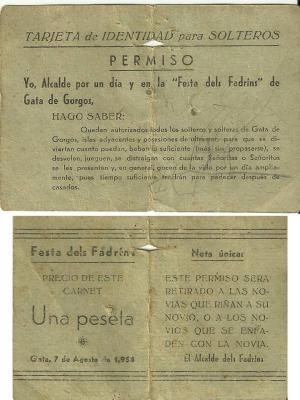 TARJETA de IDENTIDAD para SOLTEROS
PERMISO
Yo, Alcalde por un día y en la "Festa dels Fadrins" de
Gata de Gorgos,
HAGO SABER:
Quedan autorizados todos los solteros y solteras de Gata de
Gorgos, islas adyacentes y posesiones de ultramar, para que se di-
viertan cuanto puedan, beban lo suficiente (más sin propasarse), se
desvelen, jueguen, se distraigan con cuantas Señoritas o Señoritos
se les presenten y, en general, gocen de la vida por un día amplia-
mente, pues tiempo suficiente tendrán para padecer después de
casados.
Festa dels Fadrins
PRECIO DE ESTE
CARNET
Una peseta
Gata, 7 de Agosto de 1954
Nota única:
ESTE PERMISO SERA
RETIRADO A LAS NO-
VIAS QUE RIÑAN A SU
NOVIO, O A LOS NO-
VIOS QUE SE ENFA-
DEN CON LA NOVIA.
El Alcalde dels Fadrins